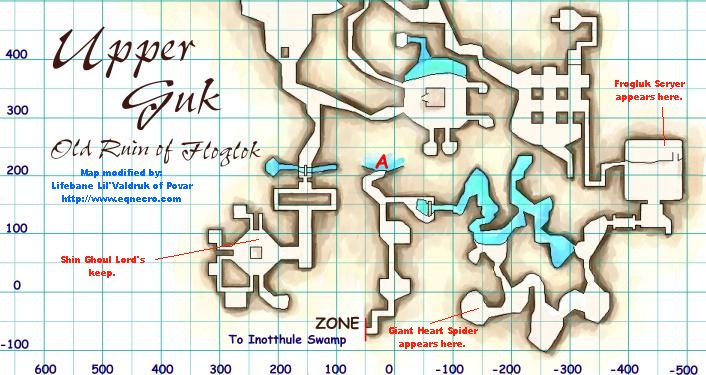 Upper
Guk
Old Ruin of Floglok
Map modified by:
Lifebane Lil'Valdruk of Povar
http://www.eqnecro.com
Frogluk Scryer
appears here.
A
Shin Ghoul Lord's
keep.
ZONE
To Inotthule Swamp
Giant Heart Spider
appears here.
400
300
200
100
0
-100
600 500 400 300 200 100 0 -100 -200 -300 -400 -500